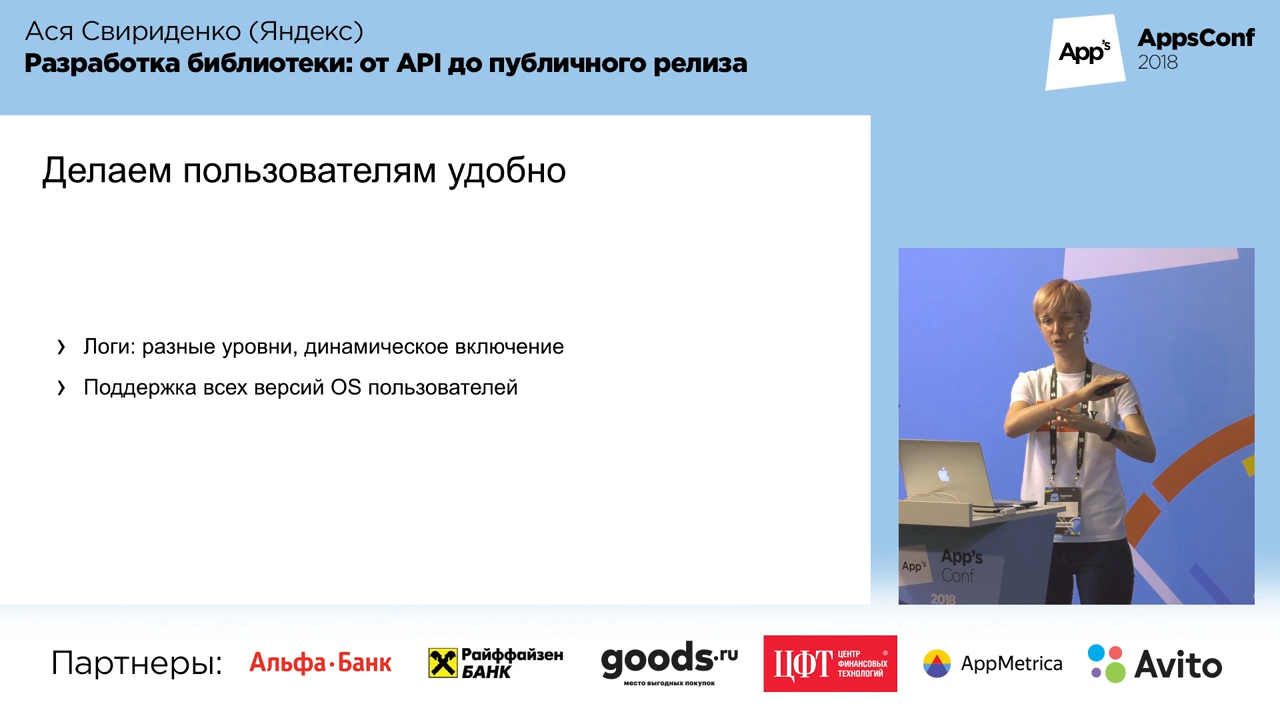 Ася Свириденко (Яндекс)
Разработка библиотеки: от API до публичного релиза
App's
AppsConf
2018
Делаем пользователям удобно
› Логи: разные уровни, динамическое включение
› Поддержка всех версий OS пользователей
App's
App's
Conf
2018
Партнеры:
Альфа·Банк
Райффайзен
БАНК
goods.ru
место выгодных покупок
ЦФТ
ЦЕНТР
ФИНАНСОВЫХ
ТЕХНОЛОГИЙ
®
AppMetrica
Avito